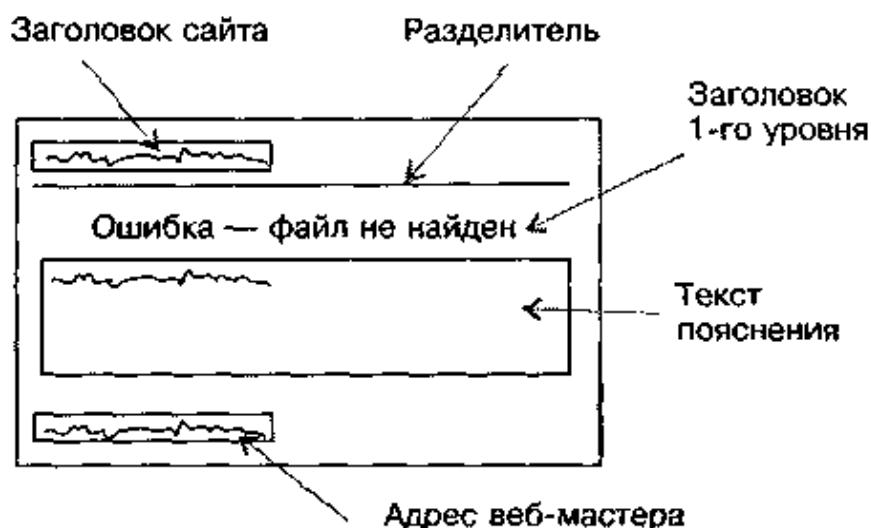 Заголовок сайта
Разделитель
Заголовок
1-го уровня
Ошибка — файл не найден
Текст
пояснения
Адрес веб-мастера